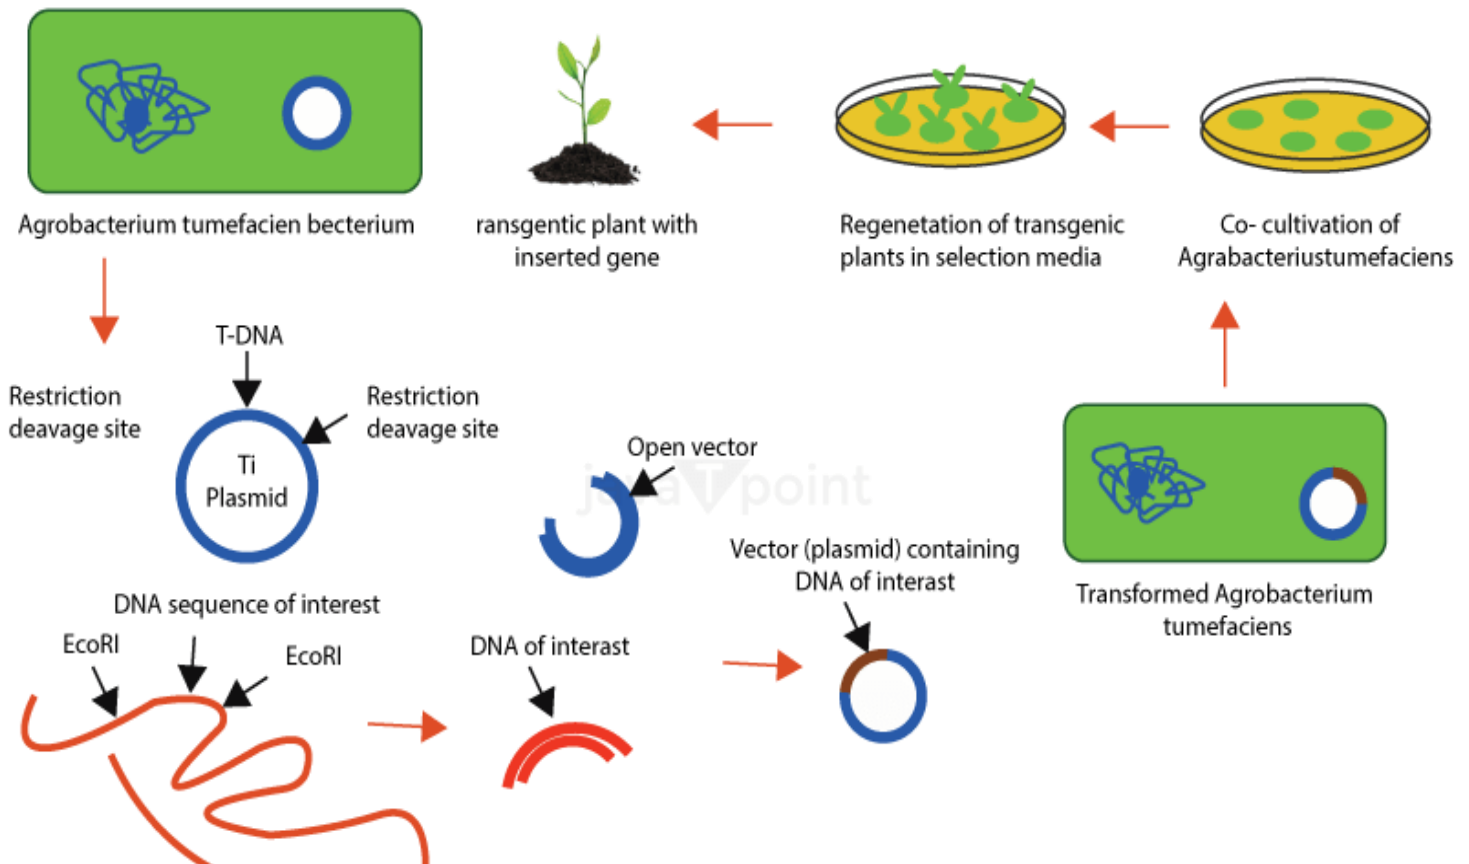 Agrobacterium tumefacien becterium
ransgentic plant with
inserted gene
Regenetation of transgenic
plants in selection media
Co- cultivation of
Agrabacteriustumefaciens
T-DNA
Restriction
deavage site
Restriction
deavage site
Ti
Plasmid
Open vector
javaTpoint
Vector (plasmid) containing
DNA of interast
Transformed Agrobacterium
tumefaciens
DNA sequence of interest
EcoRI
EcoRI
DNA of interast